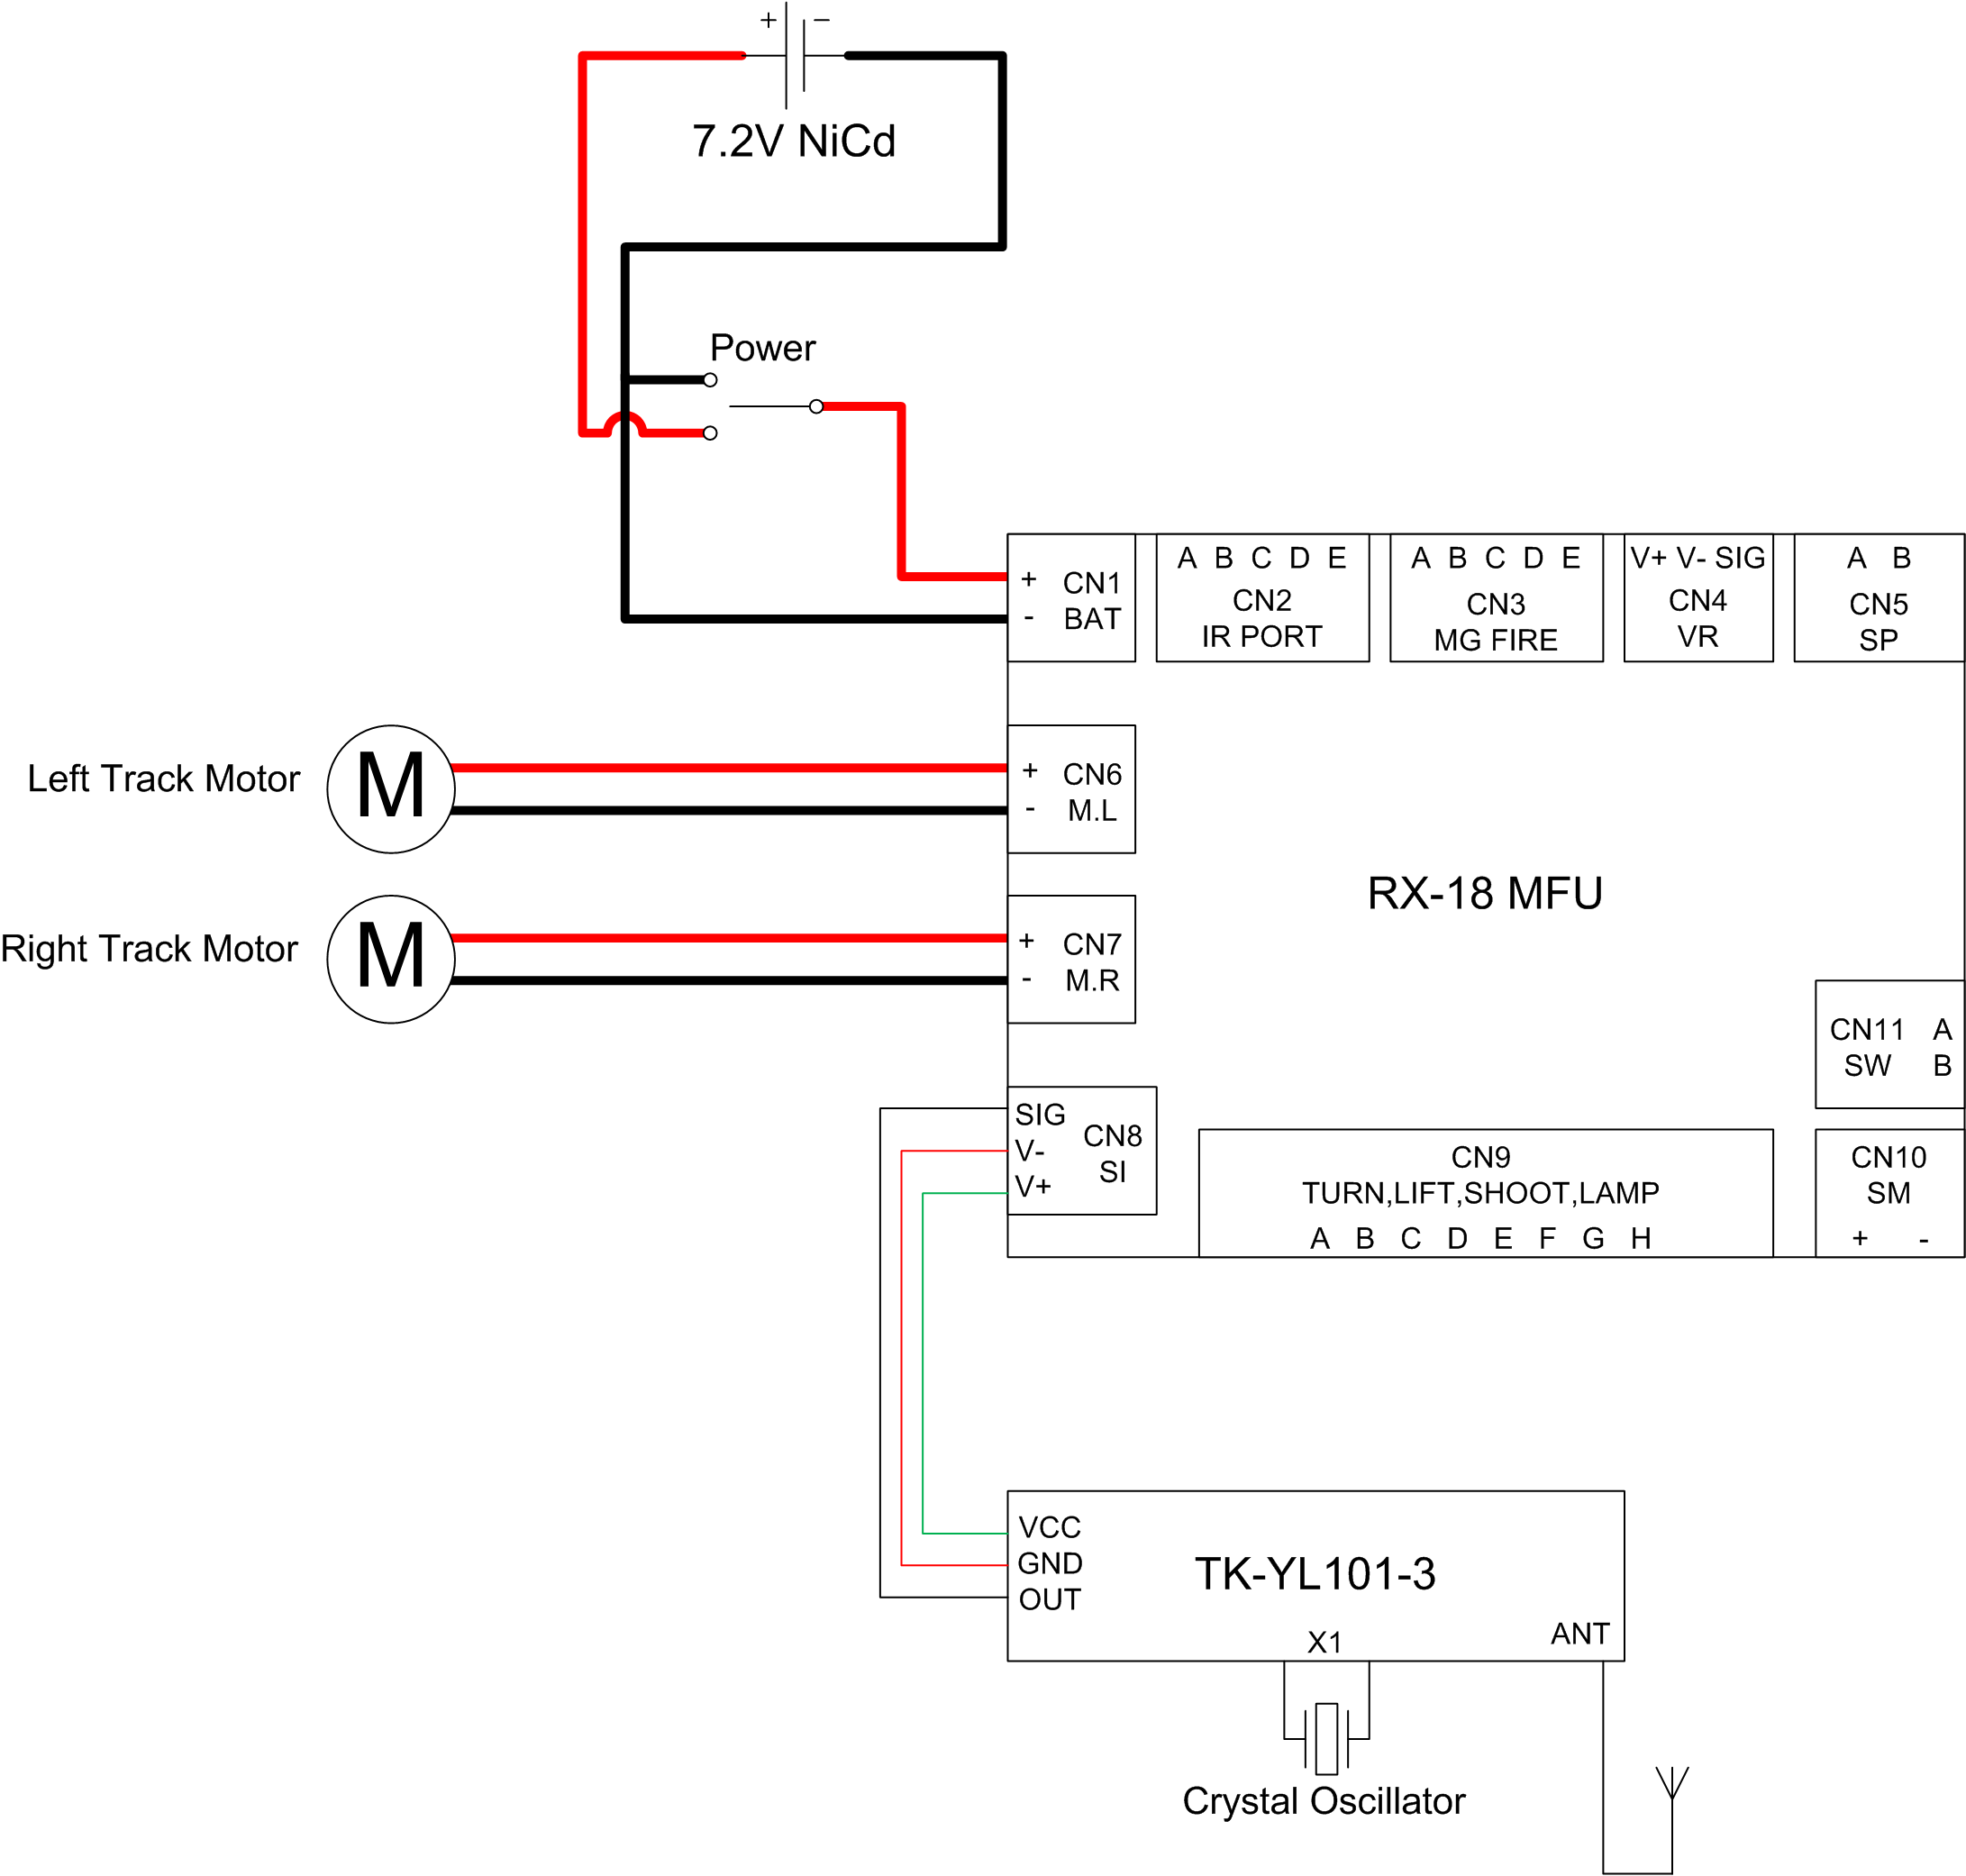 + −
7.2V NiCd
Power
+ CN1
- BAT
A B C D E
CN2
IR PORT
A B C D E
CN3
MG FIRE
V+ V- SIG
CN4
VR
A B
CN5
SP
Left Track Motor
M
+ CN6
- M.L
RX-18 MFU
Right Track Motor
M
+ CN7
- M.R
CN11 A
SW B
SIG
V-
V+
CN8
SI
CN9
TURN,LIFT,SHOOT,LAMP
A B C D E F G H
CN10
SM
+ -
VCC
GND
OUT
TK-YL101-3
X1
ANT
Crystal Oscillator